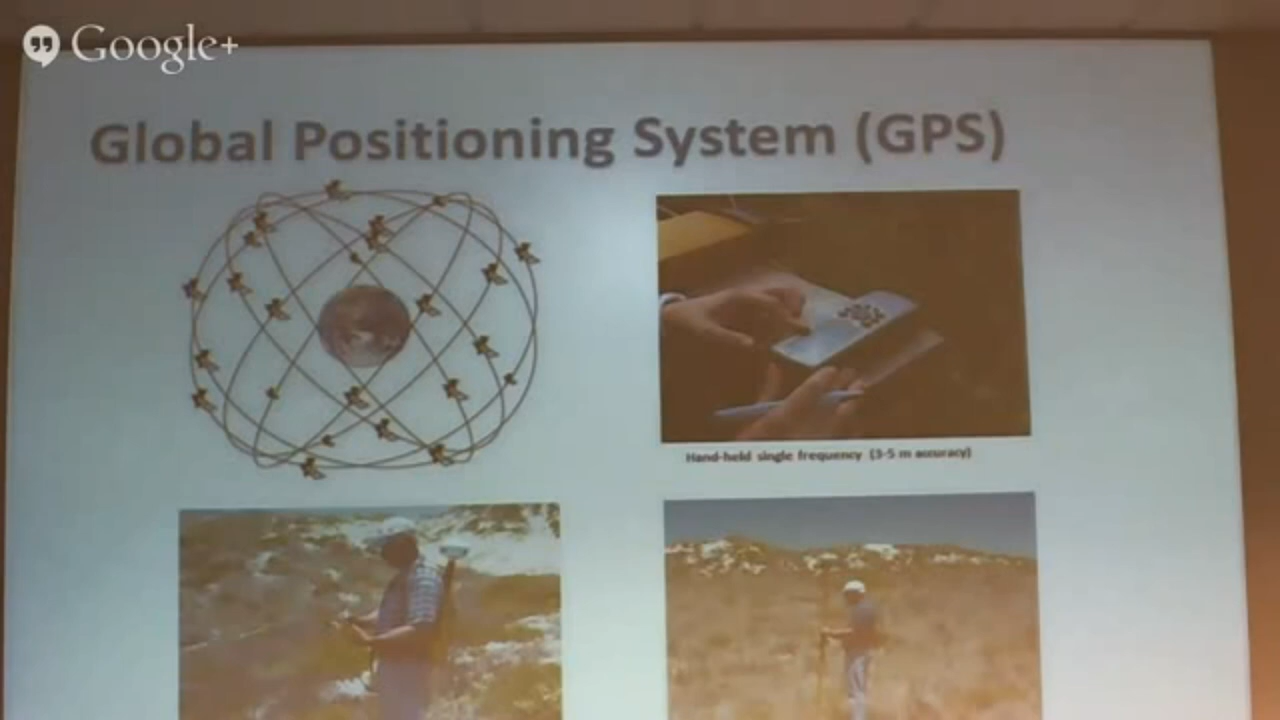 Google+
Global Positioning System (GPS)
Hand-held single frequency (3-5 m accuracy)